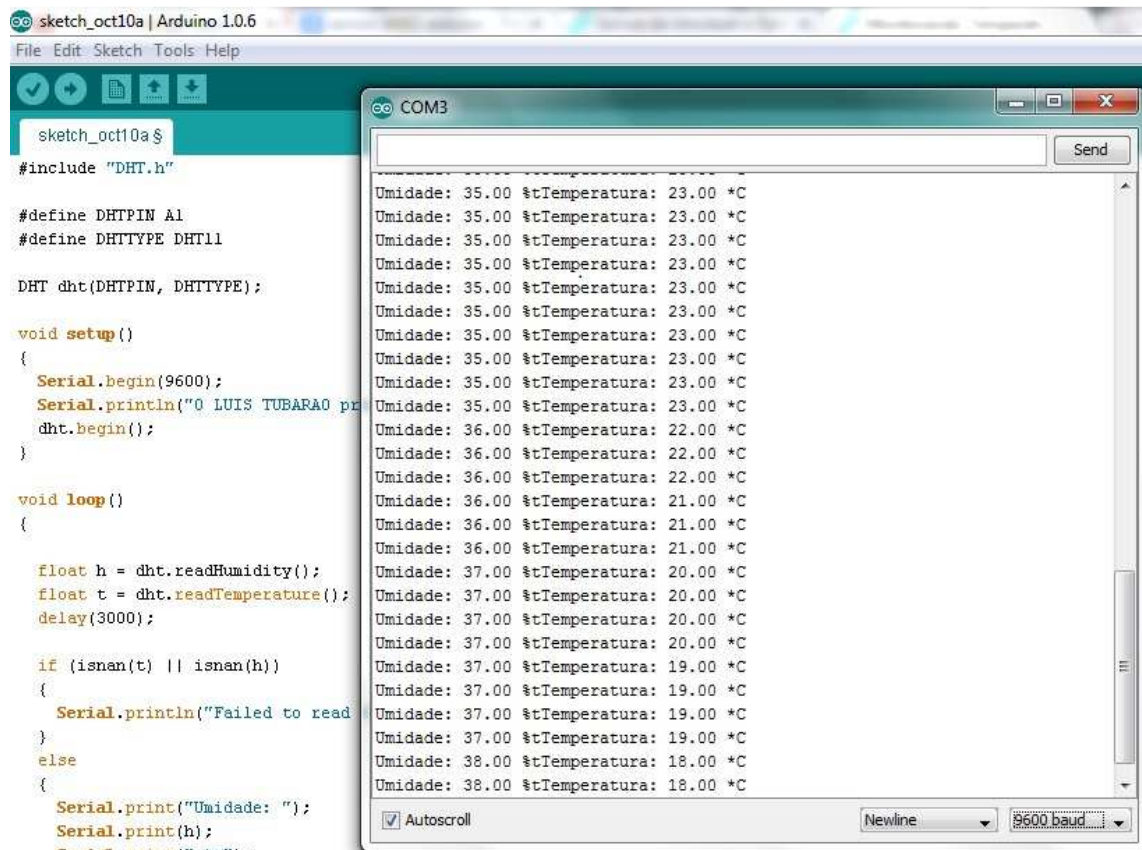 sketch_oct10a | Arduino 1.0.6
File Edit Sketch Tools Help
sketch_oct10a §
#include "DHT.h"
#define DHTPIN A1
#define DHTTYPE DHT11
DHT dht(DHTPIN, DHTTYPE);
void setup()
{
Serial.begin(9600);
Serial.println("O LUIS TUBARAO pr
dht.begin();
}
void loop()
{
float h = dht.readHumidity();
float t = dht.readTemperature();
delay(3000);
if (isnan(t) || isnan(h))
{
Serial.println("Failed to read
}
else
{
Serial.print("Umidade: ");
Serial.print(h);
COM3
Send
Umidade: 35.00 %tTemperatura: 23.00 *C
Umidade: 35.00 %tTemperatura: 23.00 *C
Umidade: 35.00 %tTemperatura: 23.00 *C
Umidade: 35.00 %tTemperatura: 23.00 *C
Umidade: 35.00 %tTemperatura: 23.00 *C
Umidade: 35.00 %tTemperatura: 23.00 *C
Umidade: 35.00 %tTemperatura: 23.00 *C
Umidade: 35.00 %tTemperatura: 23.00 *C
Umidade: 35.00 %tTemperatura: 23.00 *C
Umidade: 35.00 %tTemperatura: 23.00 *C
Umidade: 36.00 %tTemperatura: 22.00 *C
Umidade: 36.00 %tTemperatura: 22.00 *C
Umidade: 36.00 %tTemperatura: 22.00 *C
Umidade: 36.00 %tTemperatura: 21.00 *C
Umidade: 36.00 %tTemperatura: 21.00 *C
Umidade: 36.00 %tTemperatura: 21.00 *C
Umidade: 37.00 %tTemperatura: 20.00 *C
Umidade: 37.00 %tTemperatura: 20.00 *C
Umidade: 37.00 %tTemperatura: 20.00 *C
Umidade: 37.00 %tTemperatura: 20.00 *C
Umidade: 37.00 %tTemperatura: 19.00 *C
Umidade: 37.00 %tTemperatura: 19.00 *C
Umidade: 37.00 %tTemperatura: 19.00 *C
Umidade: 37.00 %tTemperatura: 19.00 *C
Umidade: 38.00 %tTemperatura: 18.00 *C
Umidade: 38.00 %tTemperatura: 18.00 *C
Autoscroll
Newline
9600 baud